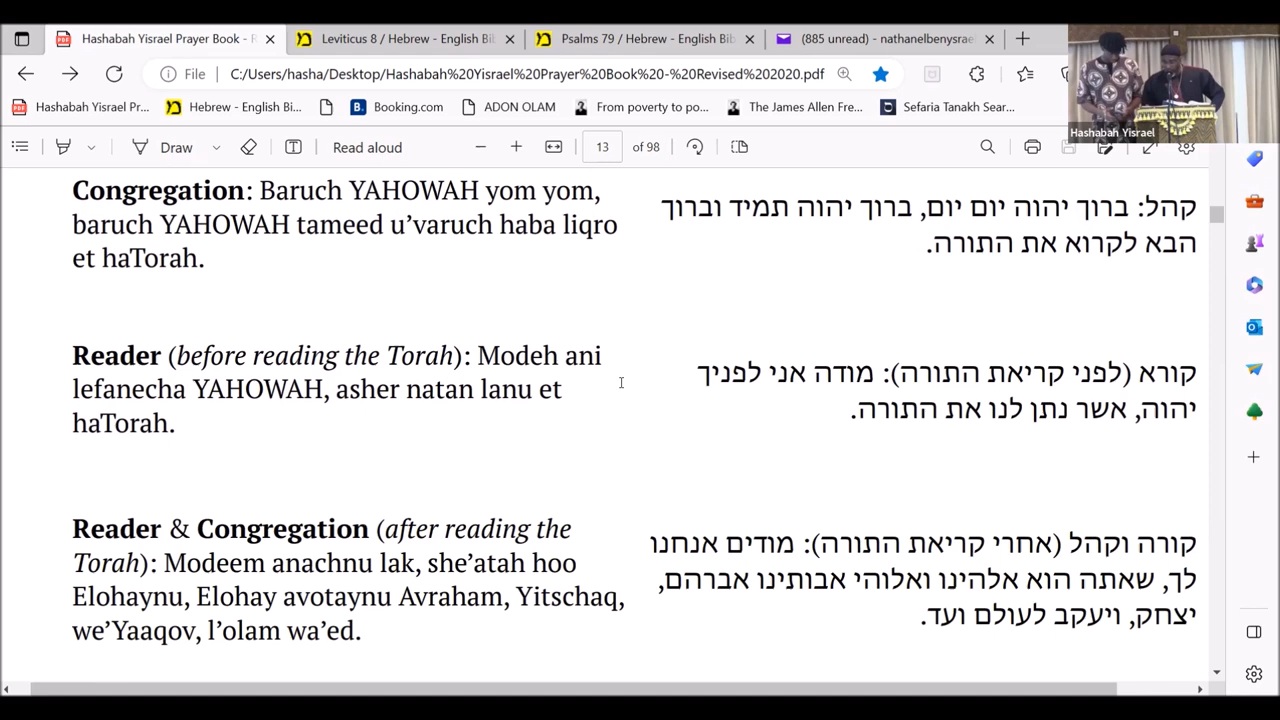 Hashabah Yisrael Prayer Book - R
Leviticus 8 / Hebrew - English Bi
Psalms 79 / Hebrew - English Bib
(885 unread) - nathanelbenysrae
File
C:/Users/hasha/Desktop/Hashabah%20Yisrael%20Prayer%20Book%20-%20Revised%202020.pdf
Hashabah Yisrael Pr...
Hebrew - English Bi...
Booking.com
ADON OLAM
From poverty to po...
The James Allen Fre...
Sefaria Tanakh Sear...
Hashabah Yisrael
Draw
Read aloud
13 of 98
Congregation: Baruch YAHOWAH yom yom,
baruch YAHOWAH tameed u’varuch haba liqro
et haTorah.
קהל: ברוך יהוה יום יום, ברוך יהוה תמיד וברוך
הבא לקרוא את התורה.
Reader (before reading the Torah): Modeh ani
lefanecha YAHOWAH, asher natan lanu et
haTorah.
קורא (לפני קריאת התורה): מודה אני לפניך
יהוה, אשר נתן לנו את התורה.
Reader & Congregation (after reading the
Torah): Modeem anachnu lak, she’atah hoo
Elohaynu, Elohay avotaynu Avraham, Yitschaq,
we’Yaaqov, l’olam wa’ed.
קורה וקהל (אחרי קריאת התורה): מודים אנחנו
לך, שאתה הוא אלהינו ואלוהי אבותינו אברהם,
יצחק, ויעקב לעולם ועד.